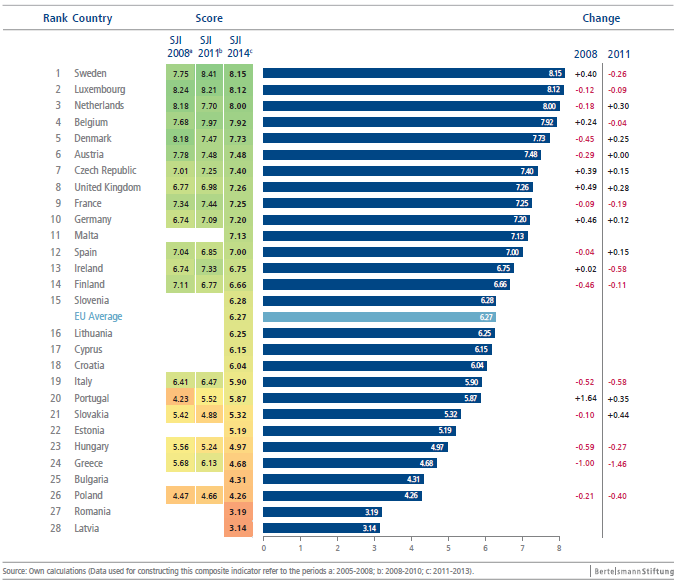 Rank Country Score Change
SJI 2008a SJI 2011b SJI 2014c 2008 2011
1 Sweden 7.75 8.41 8.15 8.15 +0.40 -0.26
2 Luxembourg 8.24 8.21 8.12 8.12 -0.12 -0.09
3 Netherlands 8.18 7.70 8.00 8.00 -0.18 +0.30
4 Belgium 7.68 7.97 7.92 7.92 +0.24 -0.04
5 Denmark 8.18 7.47 7.73 7.73 -0.45 +0.25
6 Austria 7.78 7.48 7.48 7.48 -0.29 +0.00
7 Czech Republic 7.01 7.25 7.40 7.40 +0.39 +0.15
8 United Kingdom 6.77 6.98 7.26 7.26 +0.49 +0.28
9 France 7.34 7.44 7.25 7.25 -0.09 -0.19
10 Germany 6.74 7.09 7.20 7.20 +0.46 +0.12
11 Malta 7.13 7.13
12 Spain 7.04 6.85 7.00 7.00 -0.04 +0.15
13 Ireland 6.74 7.33 6.75 6.75 +0.02 -0.58
14 Finland 7.11 6.77 6.66 6.66 -0.46 -0.11
15 Slovenia 6.28 6.28
EU Average 6.27 6.27
16 Lithuania 6.25 6.25
17 Cyprus 6.15 6.15
18 Croatia 6.04 6.04
19 Italy 6.41 6.47 5.90 5.90 -0.52 -0.58
20 Portugal 4.23 5.52 5.87 5.87 +1.64 +0.35
21 Slovakia 5.42 4.88 5.32 5.32 -0.10 +0.44
22 Estonia 5.19 5.19
23 Hungary 5.56 5.24 4.97 4.97 -0.59 -0.27
24 Greece 5.68 6.13 4.68 4.68 -1.00 -1.46
25 Bulgaria 4.31 4.31
26 Poland 4.47 4.66 4.26 4.26 -0.21 -0.40
27 Romania 3.19 3.19
28 Latvia 3.14 3.14
0 1 2 3 4 5 6 7 8
Source: Own calculations (Data used for constructing this composite indicator refer to the periods a: 2005-2008; b: 2008-2010; c: 2011-2013). BertelsmannStiftung